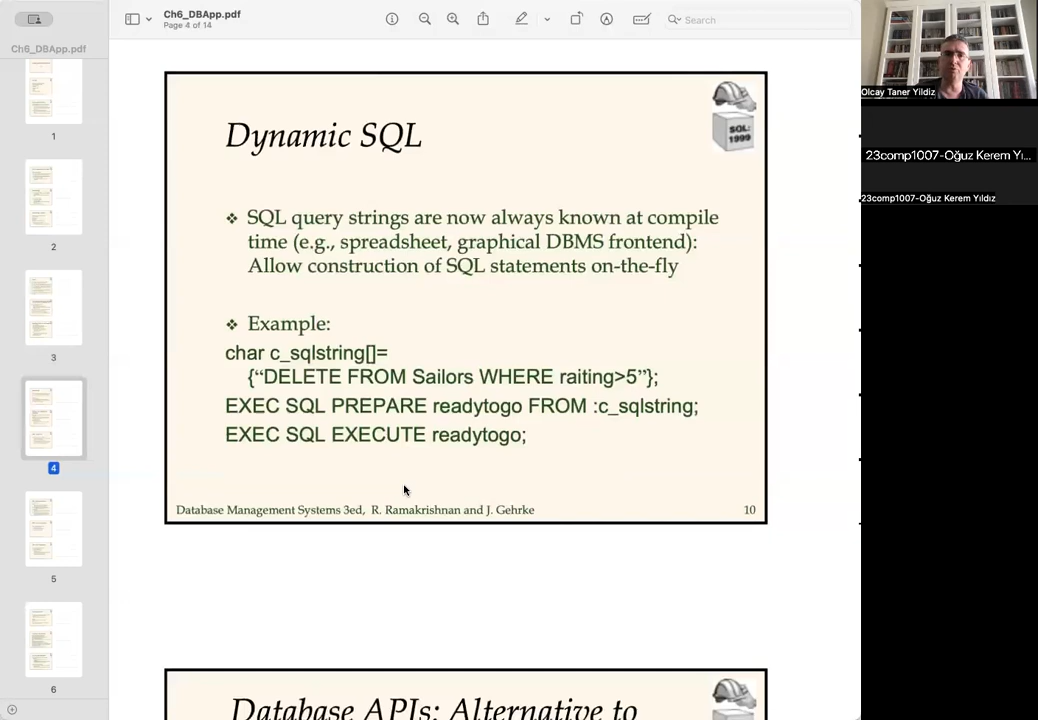 Ch6_DBApp.pdf
Page 4 of 14
Search
Ch6_DBApp.pdf
1
2
3
4
5
6
Dynamic SQL
SQL:
1999
❖ SQL query strings are now always known at compile
time (e.g., spreadsheet, graphical DBMS frontend):
Allow construction of SQL statements on-the-fly
❖ Example:
char c_sqlstring[]=
{“DELETE FROM Sailors WHERE raiting>5”};
EXEC SQL PREPARE readytogo FROM :c_sqlstring;
EXEC SQL EXECUTE readytogo;
Database Management Systems 3ed, R. Ramakrishnan and J. Gehrke
10
Database APIs: Alternative to
Olcay Taner Yildiz
23comp1007-Oğuz Kerem Yı...
23comp1007-Oğuz Kerem Yıldız